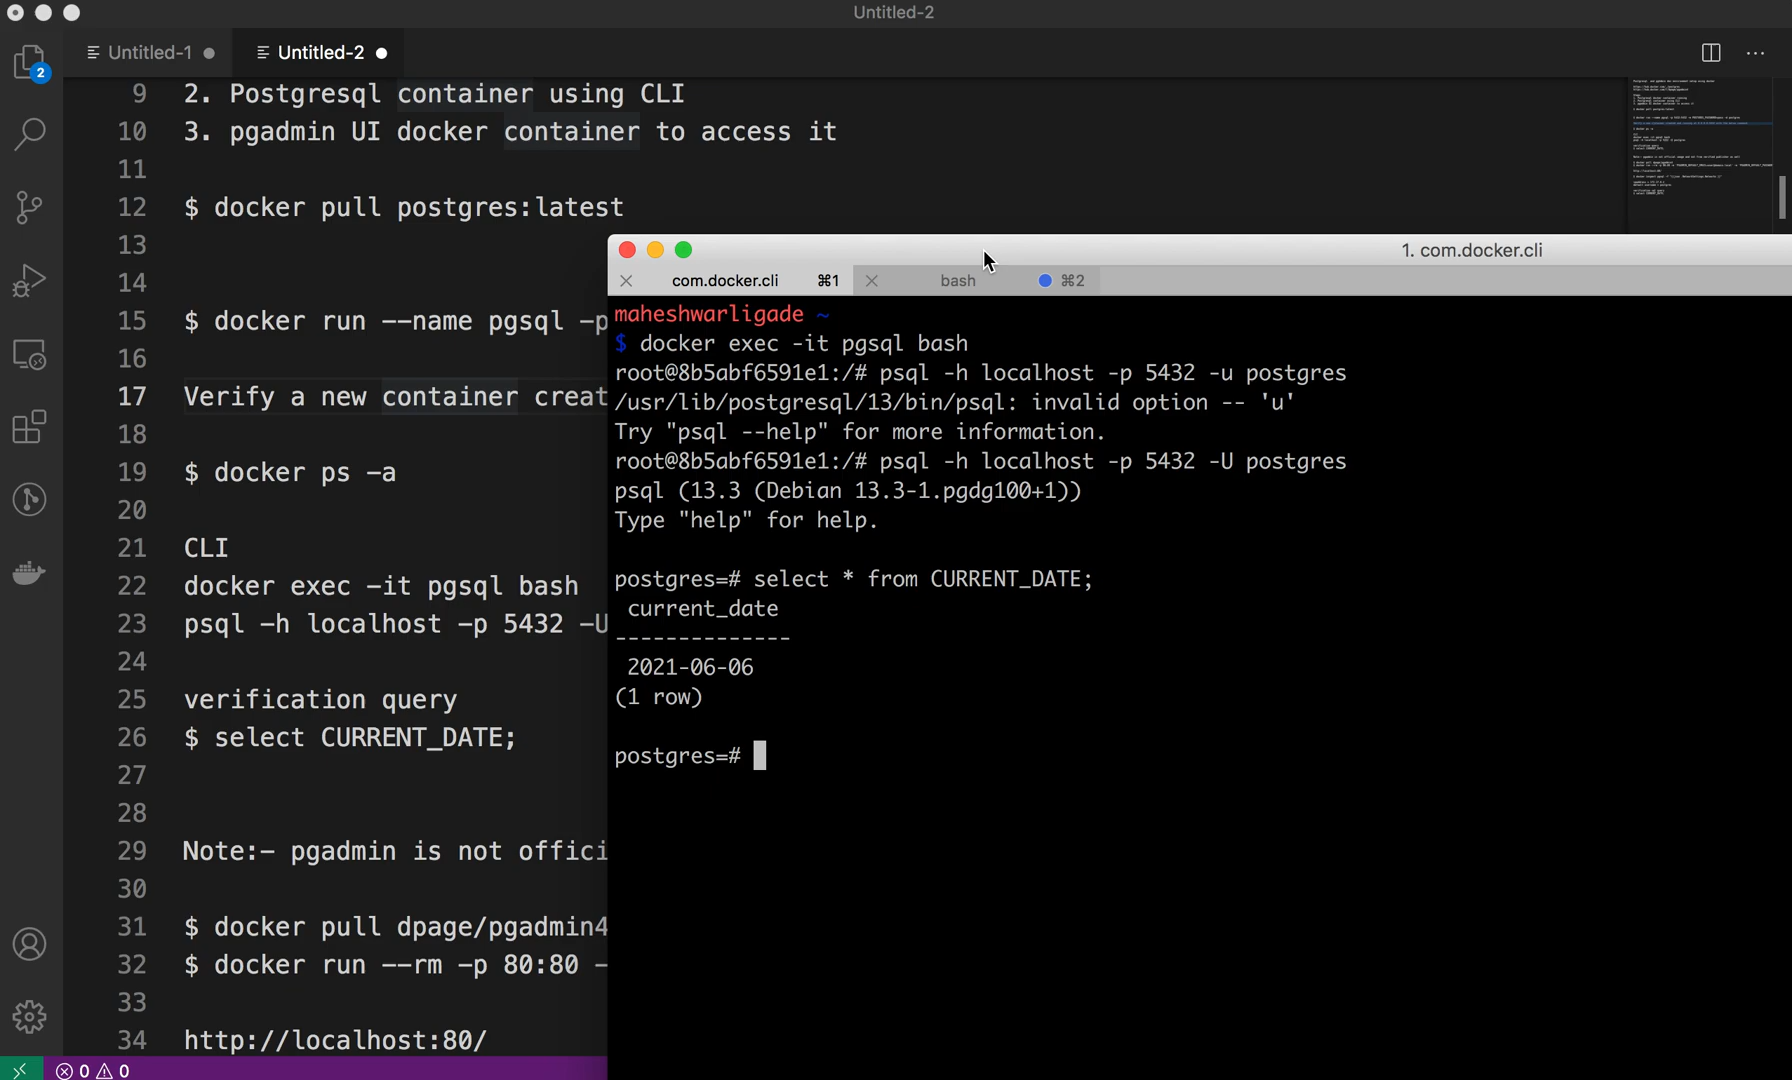 Untitled-2
Untitled-1
Untitled-2
2
9 2. Postgresql container using CLI
10 3. pgadmin UI docker container to access it
11
12 $ docker pull postgres:latest
13
14
15 $ docker run --name pgsql -p
16
17 Verify a new container creat
18
19 $ docker ps -a
20
21 CLI
22 docker exec -it pgsql bash
23 psql -h localhost -p 5432 -U
24
25 verification query
26 $ select CURRENT_DATE;
27
28
29 Note:- pgadmin is not offici
30
31 $ docker pull dpage/pgadmin4
32 $ docker run --rm -p 80:80 -
33
34 http://localhost:80/
0 0
1. com.docker.cli
com.docker.cli ⌘1
bash ⌘2
maheshwarligade ~
$ docker exec -it pgsql bash
root@8b5abf6591e1:/# psql -h localhost -p 5432 -u postgres
/usr/lib/postgresql/13/bin/psql: invalid option -- 'u'
Try "psql --help" for more information.
root@8b5abf6591e1:/# psql -h localhost -p 5432 -U postgres
psql (13.3 (Debian 13.3-1.pgdg100+1))
Type "help" for help.
postgres=# select * from CURRENT_DATE;
current_date
--------------
2021-06-06
(1 row)
postgres=#